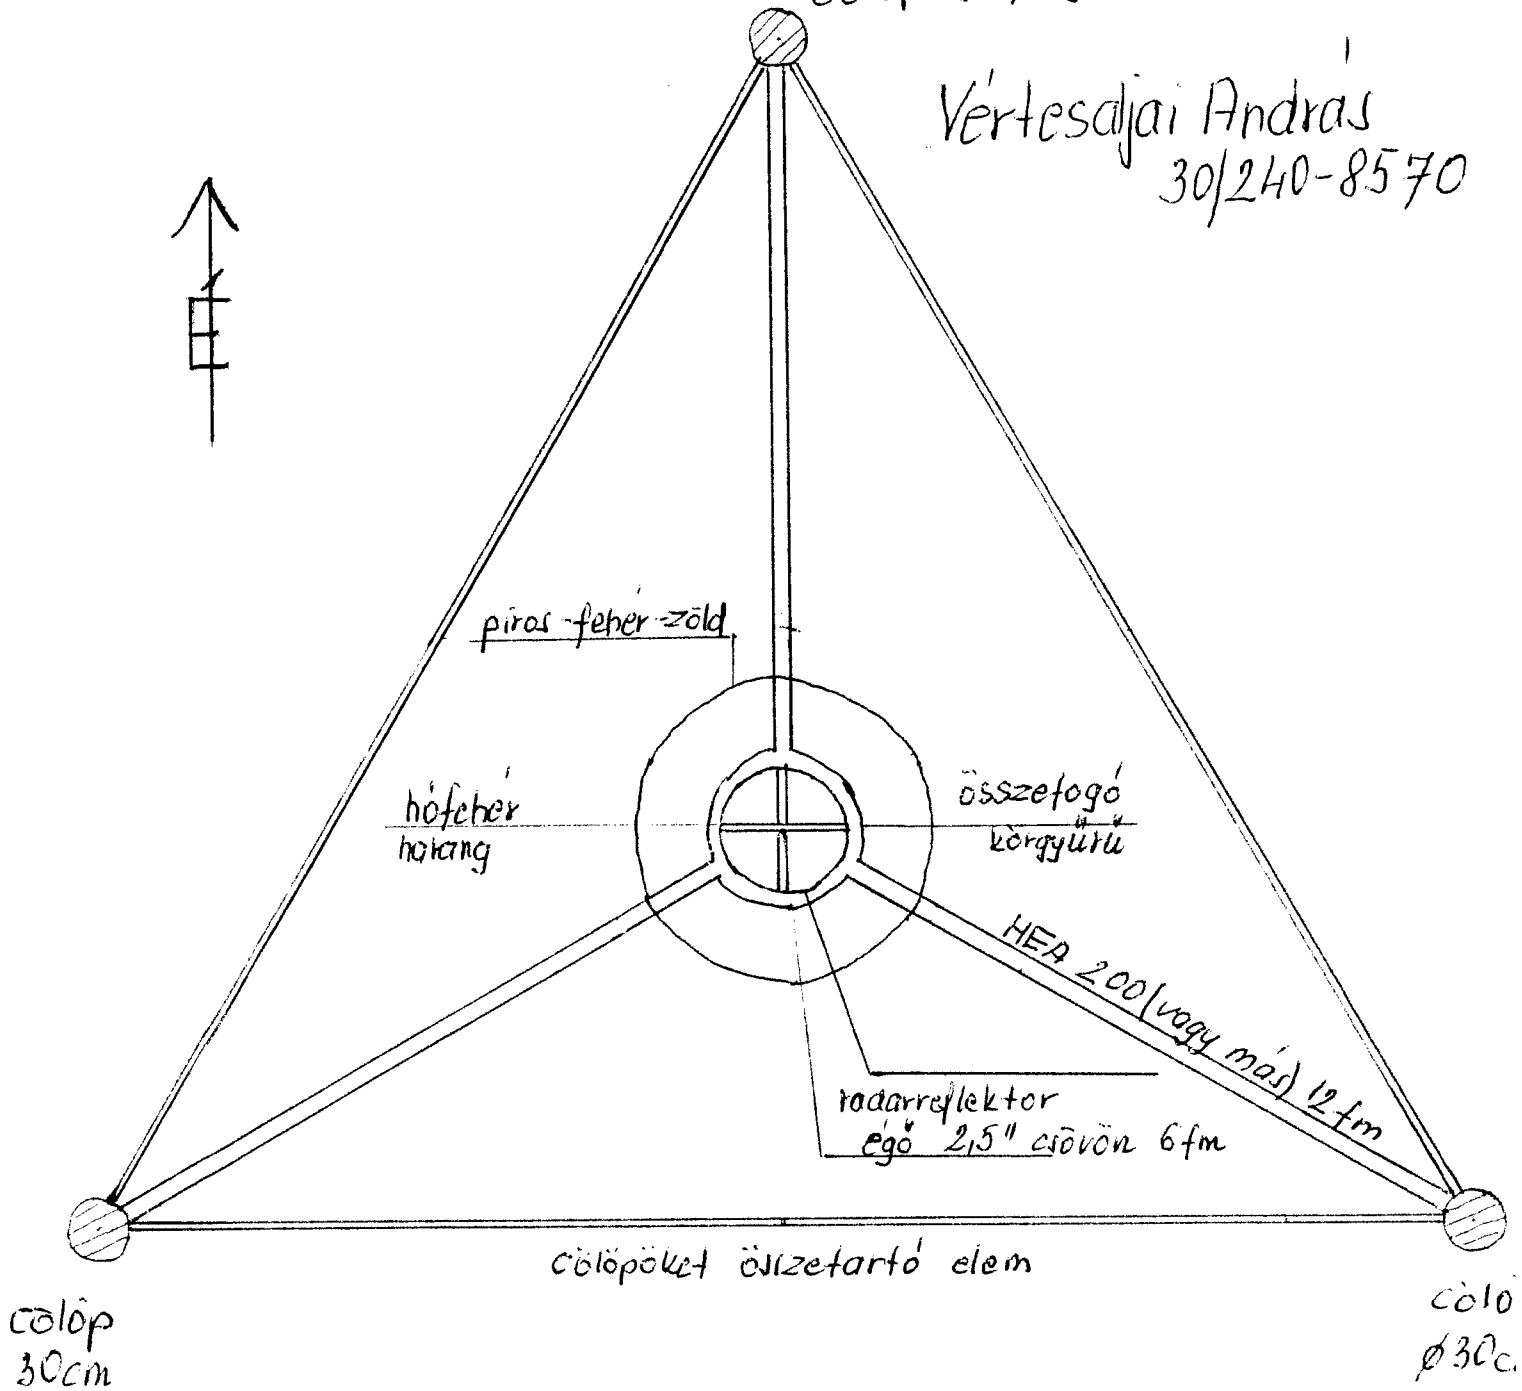 Vértesaljai András
30/240-8570
É
piros-fehér-zöld
hófehér
harang
összefogó
körgyűrű
HEA 200 (vagy más) 12 fm
radarreflektor
égő 2,5" csövön 6 fm
cölöpöket összetartó elem
cölöp
30cm
cölö
ø30c